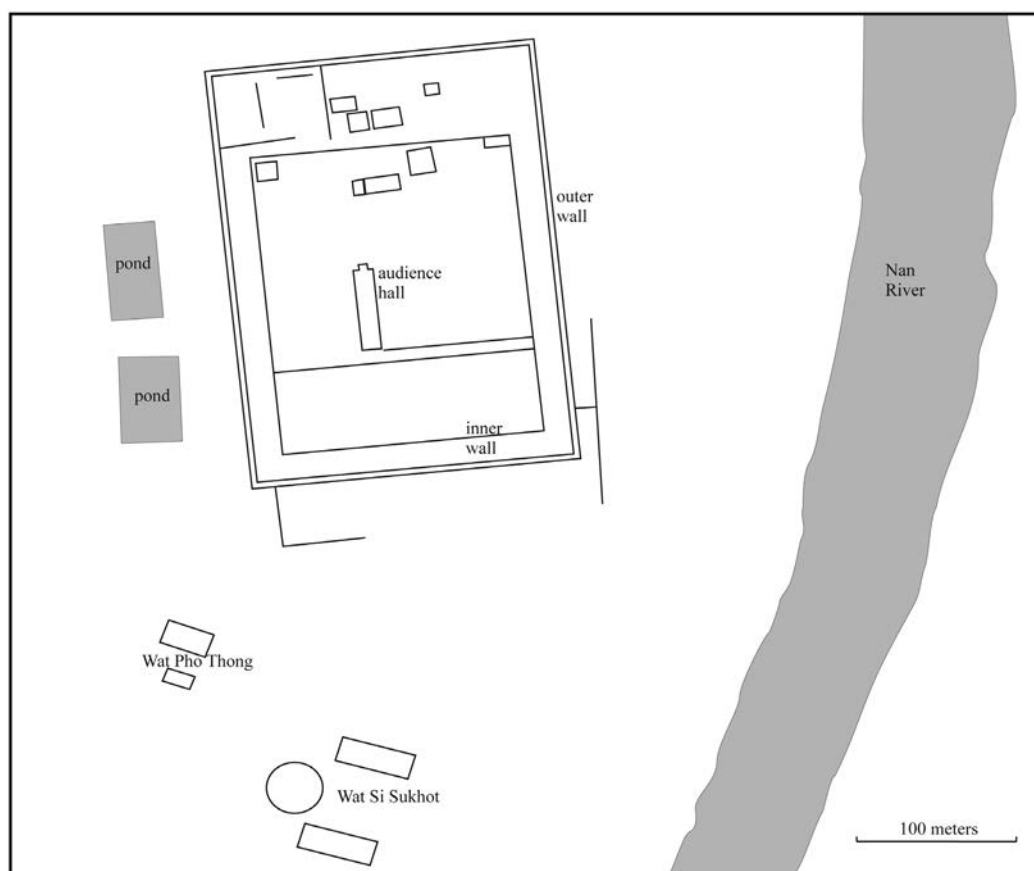 outer
wall
pond
audience
hall
Nan
River
pond
inner
wall
Wat Pho Thong
Wat Si Sukhot
100 meters